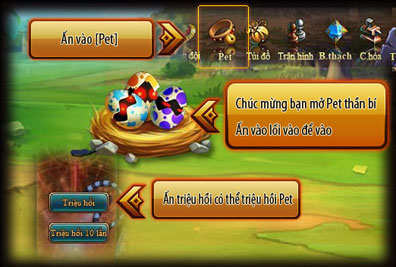 Ấn vào [Pet]
đội
Pet
Túi đồ
Trận hình
B.thạch
C.hóa
Chúc mừng bạn mở Pet thần bí
Ấn vào lối vào để vào
Triệu hồi
Triệu hồi 10 lần
Ấn triệu hồi có thể triệu hồi Pet